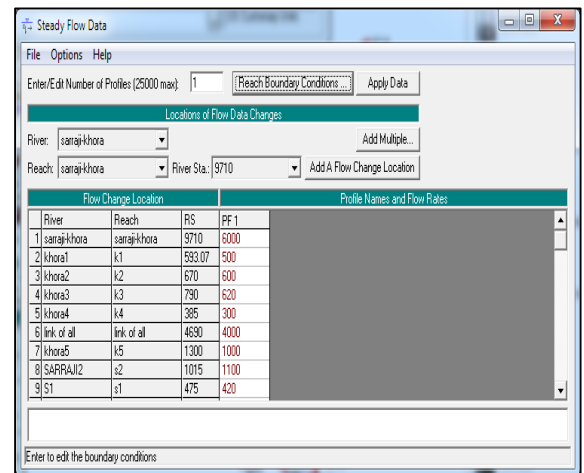 Steady Flow Data
File Options Help
Enter/Edit Number of Profiles (25000 max): 1 Reach Boundary Conditions ... Apply Data
Locations of Flow Data Changes
River: sarraji-khora Add Multiple...
Reach: sarraji-khora River Sta.: 9710 Add A Flow Change Location
Flow Change Location Profile Names and Flow Rates
River Reach RS PF 1
1 sarraji-khora sarraji-khora 9710 6000
2 khora1 k1 593.07 500
3 khora2 k2 670 600
4 khora3 k3 790 620
5 khora4 k4 385 300
6 link of all link of all 4690 4000
7 khora5 k5 1300 1000
8 SARRAJI2 s2 1015 1100
9 S1 s1 475 420
Enter to edit the boundary conditions